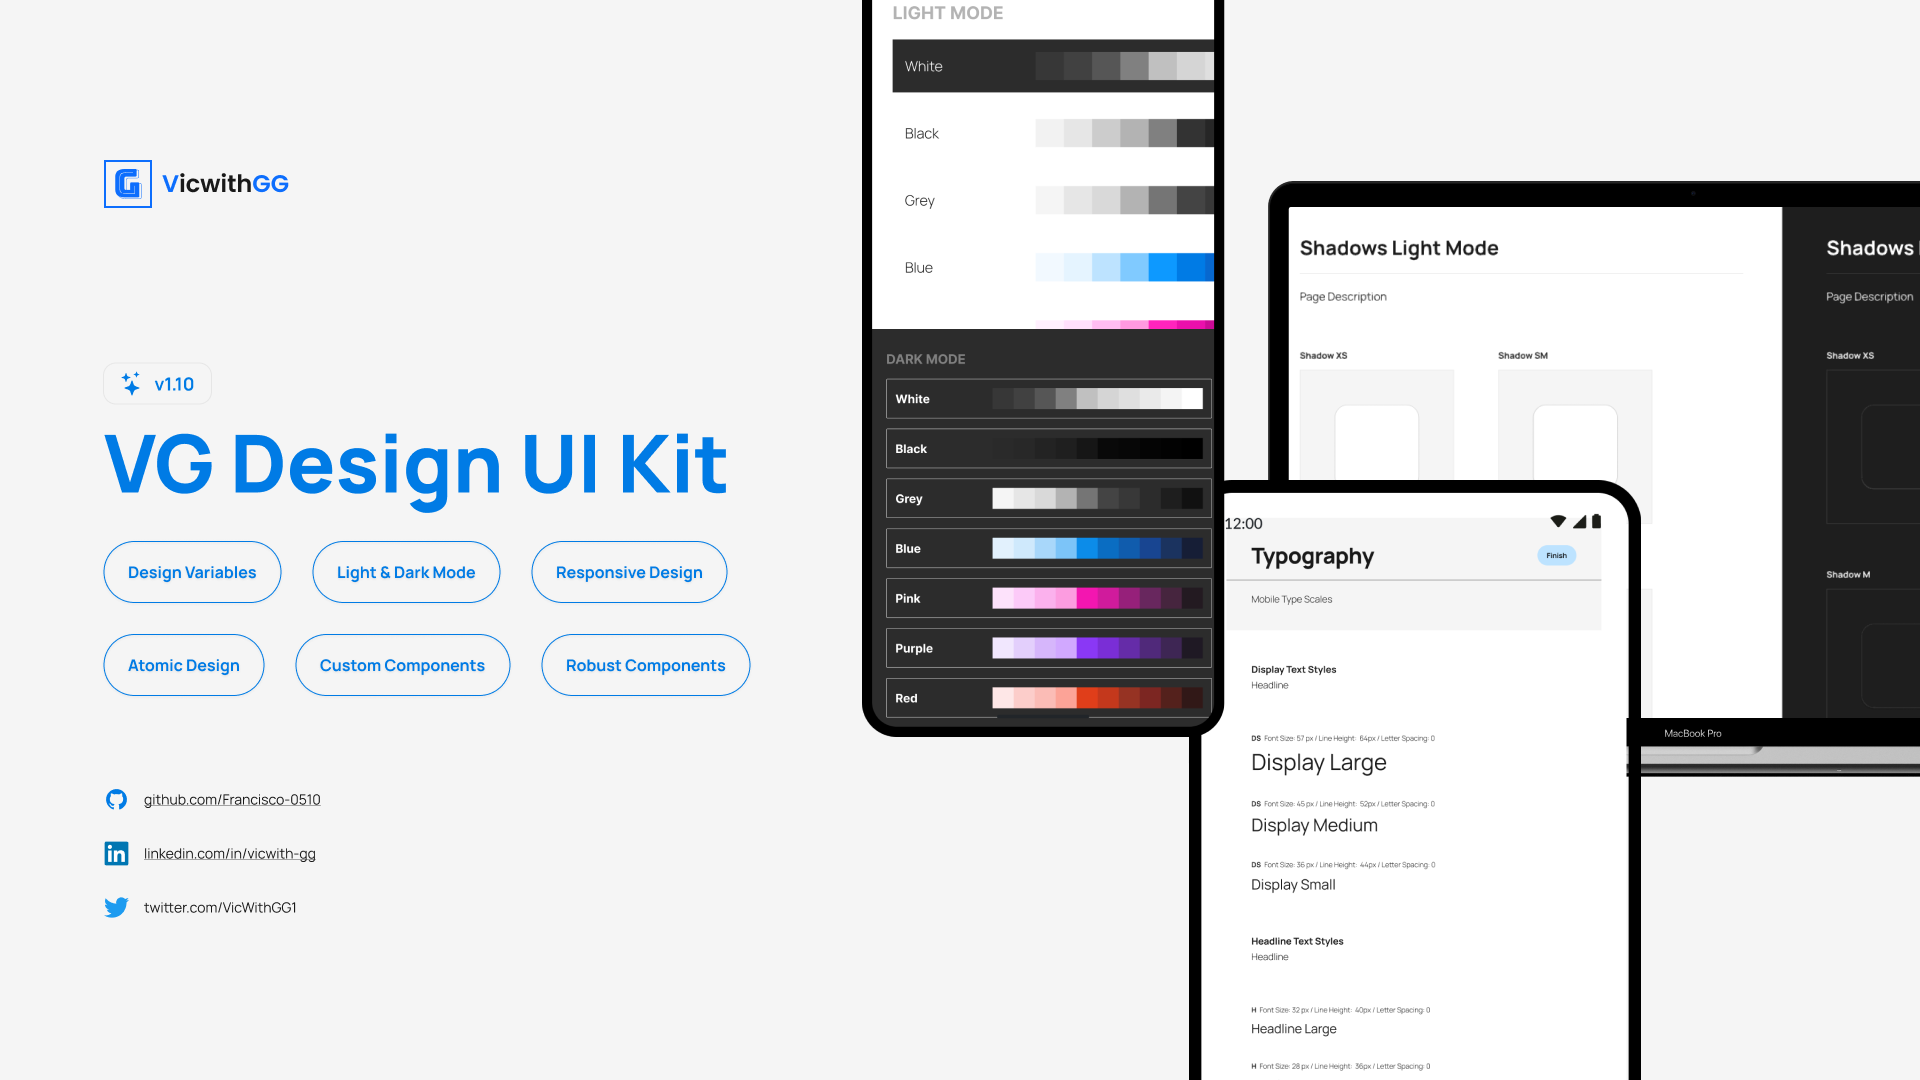 VicwithGG
v1.10
VG Design UI Kit
Design Variables
Light & Dark Mode
Responsive Design
Atomic Design
Custom Components
Robust Components
github.com/Francisco-0510
linkedin.com/in/vicwith-gg
twitter.com/VicWithGG1
LIGHT MODE
White
Black
Grey
Blue
DARK MODE
White
Black
Grey
Blue
Pink
Purple
Red
Shadows Light Mode
Page Description
Shadow XS
Shadow SM
Shadows
Page Description
Shadow XS
Shadow M
MacBook Pro
12:00
Typography
Finish
Mobile Type Scales
Display Text Styles
Headline
DS Font Size: 57 px / Line Height: 64px / Letter Spacing: 0
Display Large
DS Font Size: 45 px / Line Height: 52px / Letter Spacing: 0
Display Medium
DS Font Size: 36 px / Line Height: 44px / Letter Spacing: 0
Display Small
Headline Text Styles
Headline
H Font Size: 32 px / Line Height: 40px / Letter Spacing: 0
Headline Large
H Font Size: 28 px / Line Height: 36px / Letter Spacing: 0